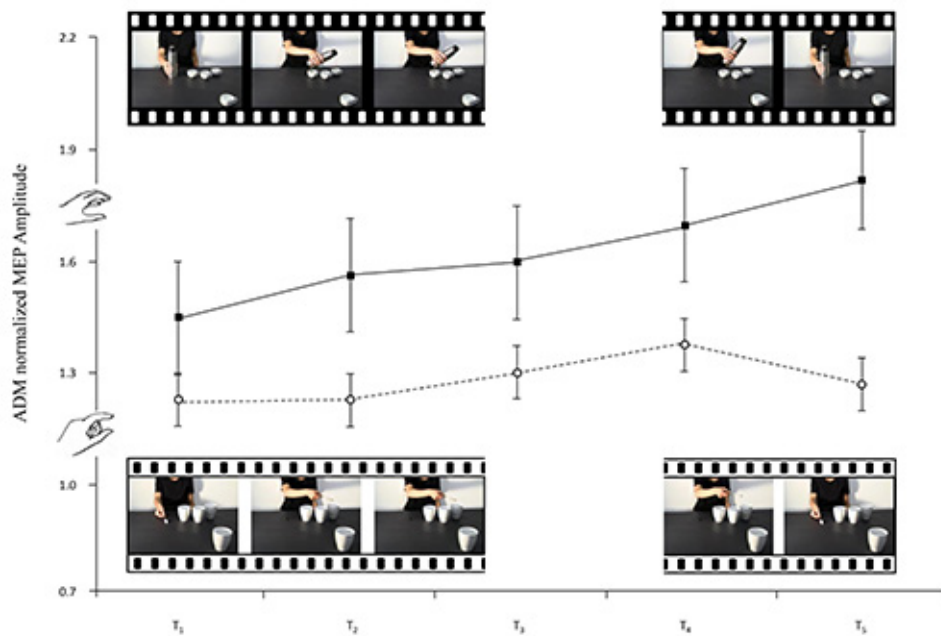 2.2
1.9
1.6
1.3
1.0
0.7
ADM normalized MEP Amplitude
T₁
T₂
T₃
T₄
T₅